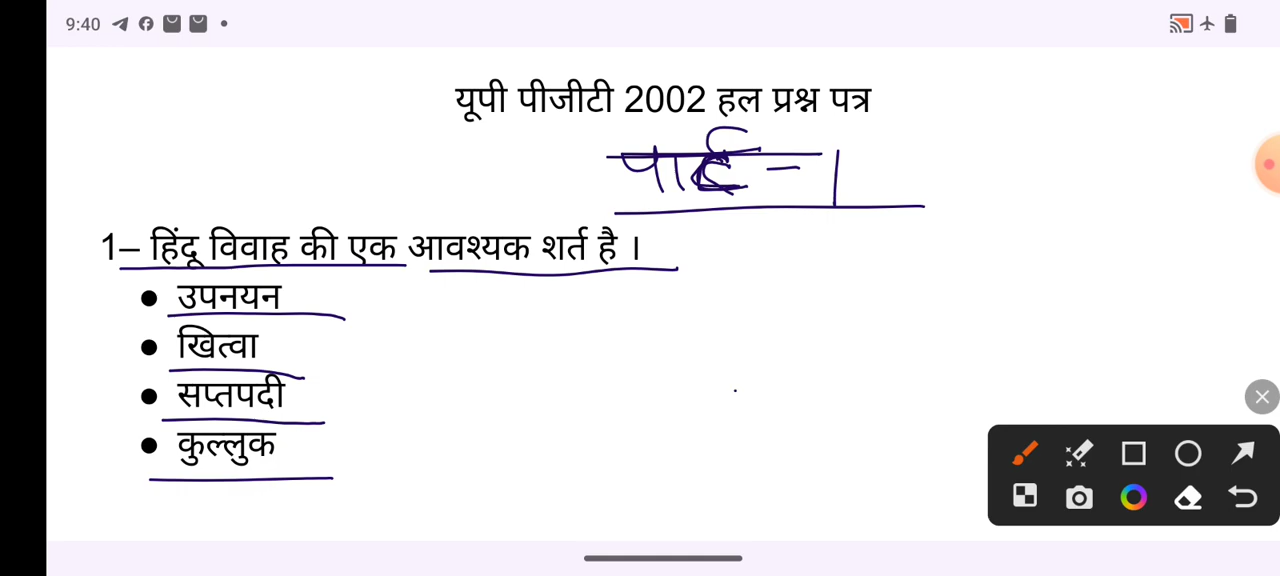 9:40
यूपी पीजीटी 2002 हल प्रश्न पत्र
पार्ट – 1
1– हिंदू विवाह की एक आवश्यक शर्त है ।
● उपनयन
● खित्वा
● सप्तपदी
● कुल्लुक